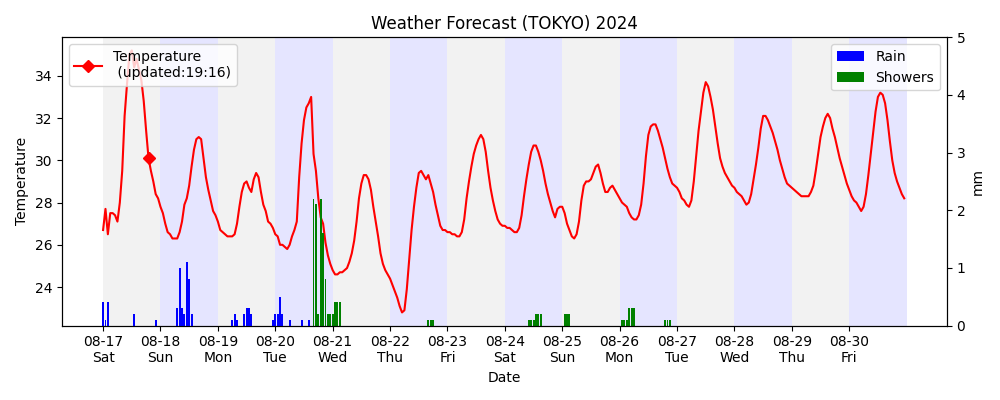 Weather Forecast (TOKYO) 2024
Temperature
(updated:19:16)
Rain
Showers
Temperature
34
32
30
28
26
24
5
4
3
2
1
0
mm
08-17 08-18 08-19 08-20 08-21 08-22 08-23 08-24 08-25 08-26 08-27 08-28 08-29 08-30
Sat Sun Mon Tue Wed Thu Fri Sat Sun Mon Tue Wed Thu Fri
Date